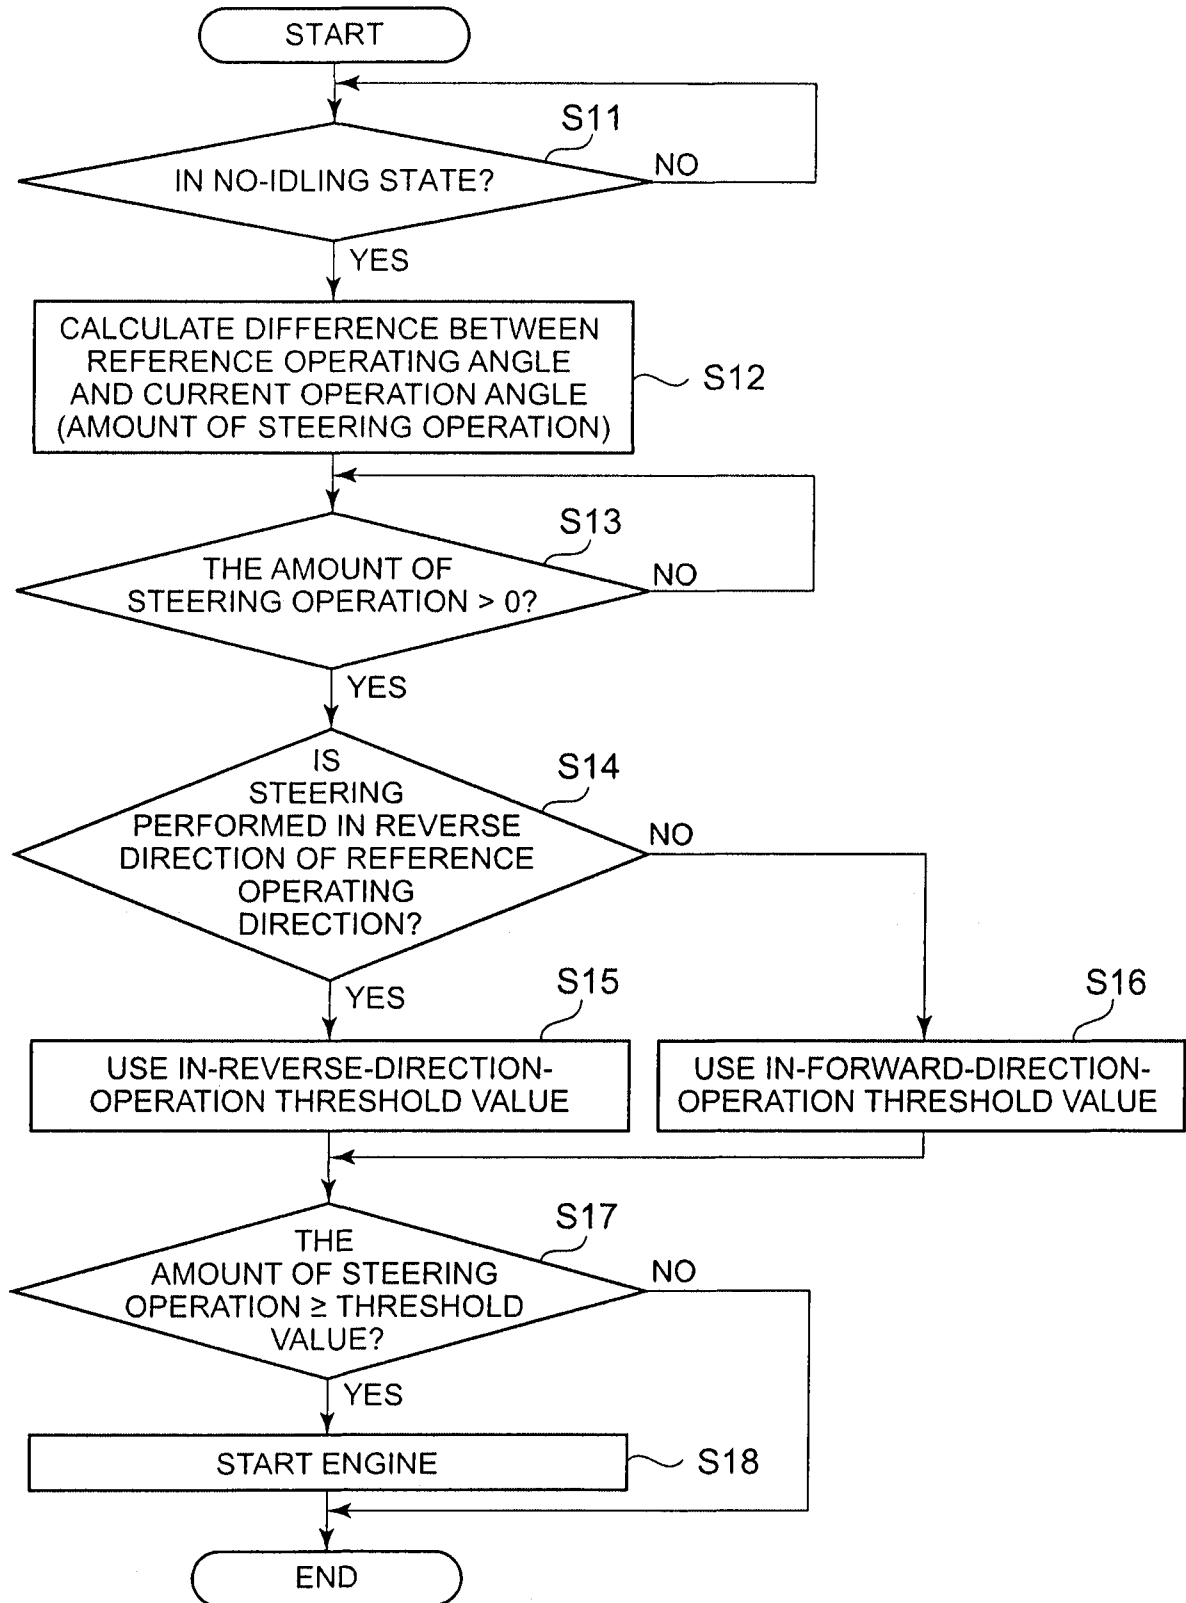 START
S11
IN NO-IDLING STATE?
NO
YES
CALCULATE DIFFERENCE BETWEEN
REFERENCE OPERATING ANGLE
AND CURRENT OPERATION ANGLE
(AMOUNT OF STEERING OPERATION)
S12
S13
THE AMOUNT OF
STEERING OPERATION > 0?
NO
YES
IS
STEERING
PERFORMED IN REVERSE
DIRECTION OF REFERENCE
OPERATING
DIRECTION?
S14
NO
YES
S15
USE IN-REVERSE-DIRECTION-
OPERATION THRESHOLD VALUE
S16
USE IN-FORWARD-DIRECTION-
OPERATION THRESHOLD VALUE
S17
THE
AMOUNT OF STEERING
OPERATION ≥ THRESHOLD
VALUE?
NO
YES
START ENGINE
S18
END